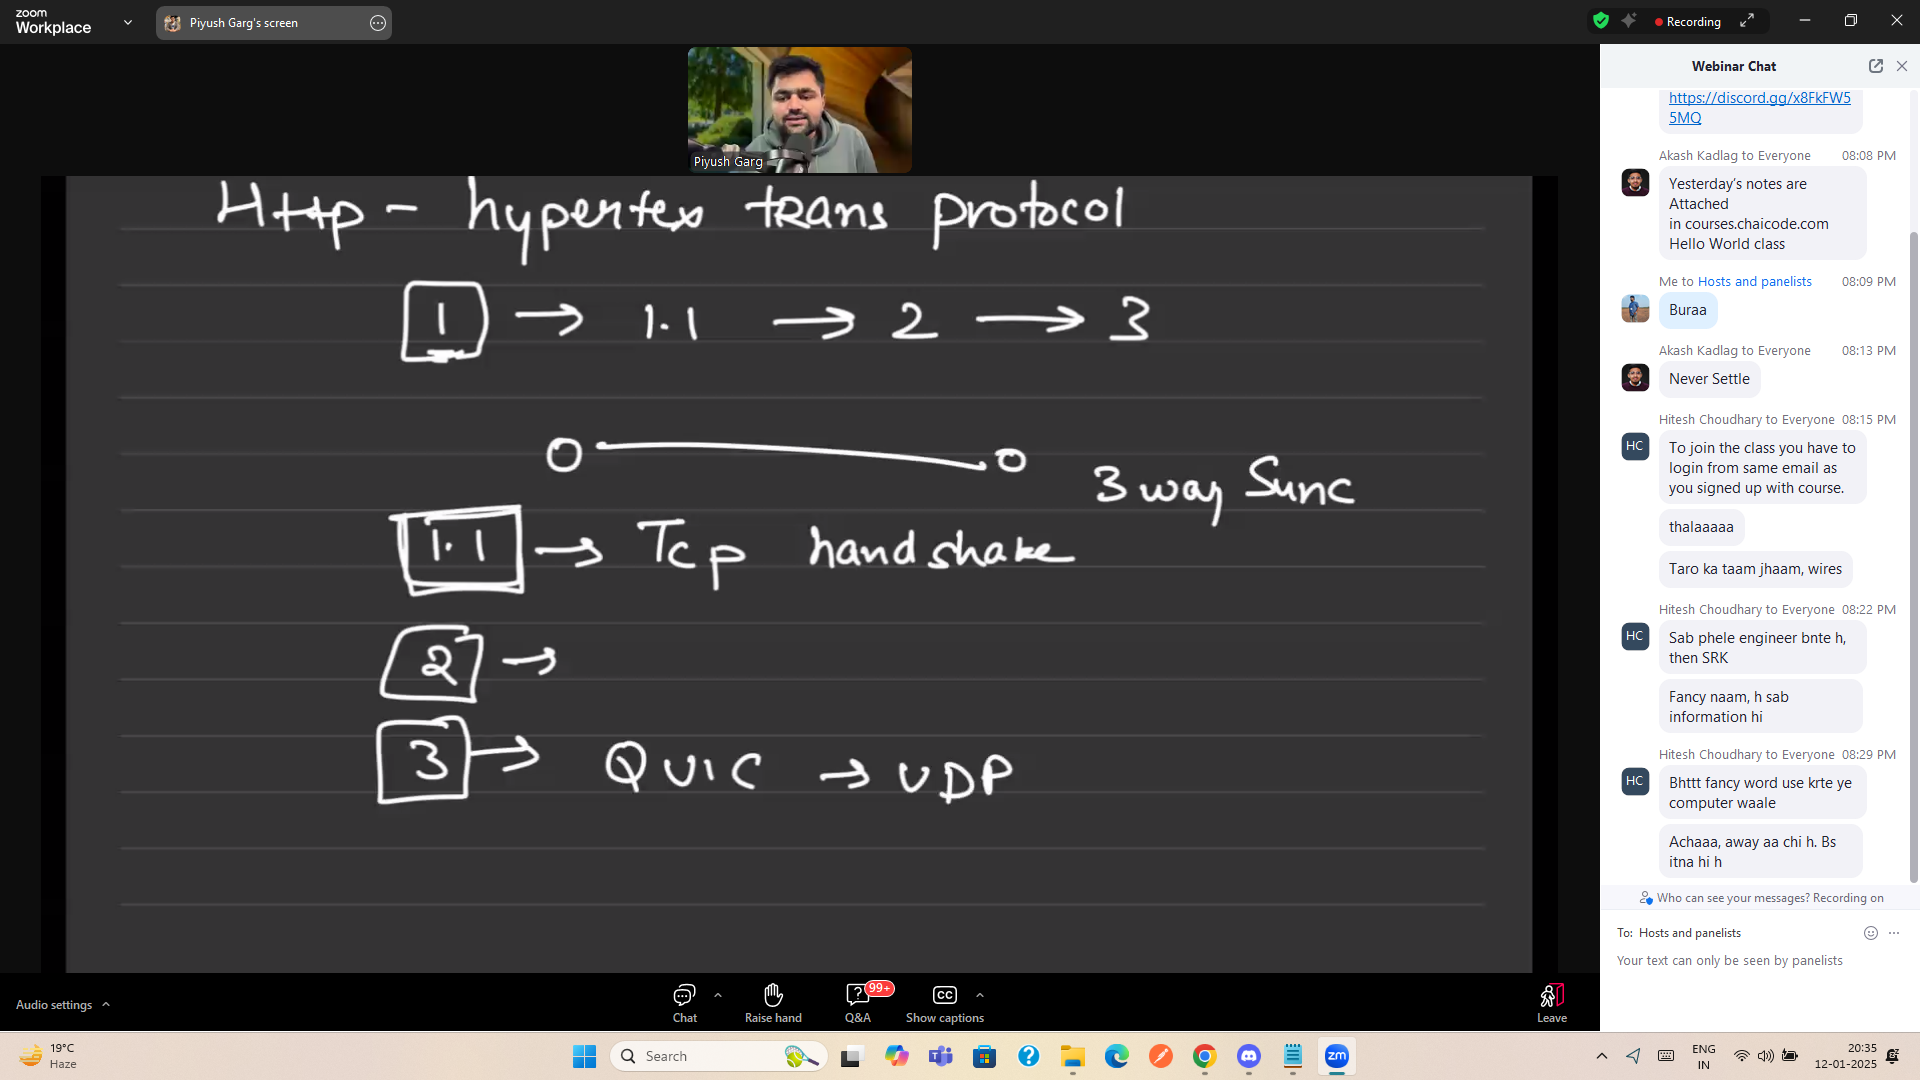 zoom
Workplace
Piyush Garg's screen
Recording
Piyush Garg
Http - hypertex trans protocol
1 → 1.1 → 2 → 3
3 way Sunc
1.1 → Tcp handshake
2 →
3 → QUIC → UDP
Webinar Chat
https://discord.gg/x8FkFW5
5MQ
Akash Kadlag to Everyone 08:08 PM
Yesterday's notes are
Attached
in courses.chaicode.com
Hello World class
Me to Hosts and panelists 08:09 PM
Buraa
Akash Kadlag to Everyone 08:13 PM
Never Settle
Hitesh Choudhary to Everyone 08:15 PM
HC
To join the class you have to
login from same email as
you signed up with course.
thalaaaaa
Taro ka taam jhaam, wires
Hitesh Choudhary to Everyone 08:22 PM
HC
Sab phele engineer bnte h,
then SRK
Fancy naam, h sab
information hi
Hitesh Choudhary to Everyone 08:29 PM
HC
Bhttt fancy word use krte ye
computer waale
Achaaa, away aa chi h. Bs
itna hi h
Who can see your messages? Recording on
To: Hosts and panelists
Your text can only be seen by panelists
Audio settings
Chat
Raise hand
99+
Q&A
CC
Show captions
Leave
19°C
Haze
Search
zm
ENG
IN
20:35
12-01-2025